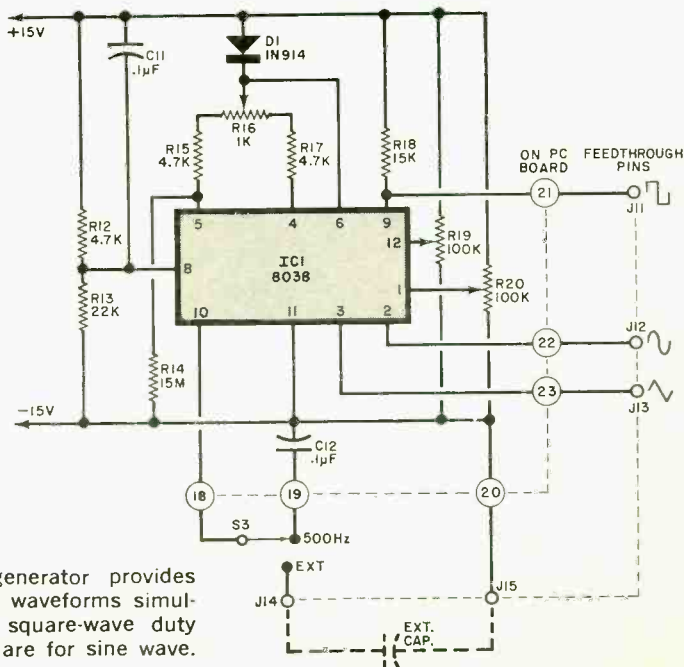 +15V
C11
.1µF
D1
IN914
R16
1K
R15
4.7K
R17
4.7K
R18
15K
ON PC
BOARD
FEEDTHROUGH
PINS
21
J11
5
4
6
9
12
R19
100K
R12
4.7K
8
IC1
8038
1
R20
100K
R13
22K
10
11
3
2
R14
15M
22
J12
23
J13
-15V
C12
.1µF
18
19
20
S3
500Hz
EXT
J14
J15
EXT.
CAP.
generator provides
waveforms simul-
square-wave duty
are for sine wave.